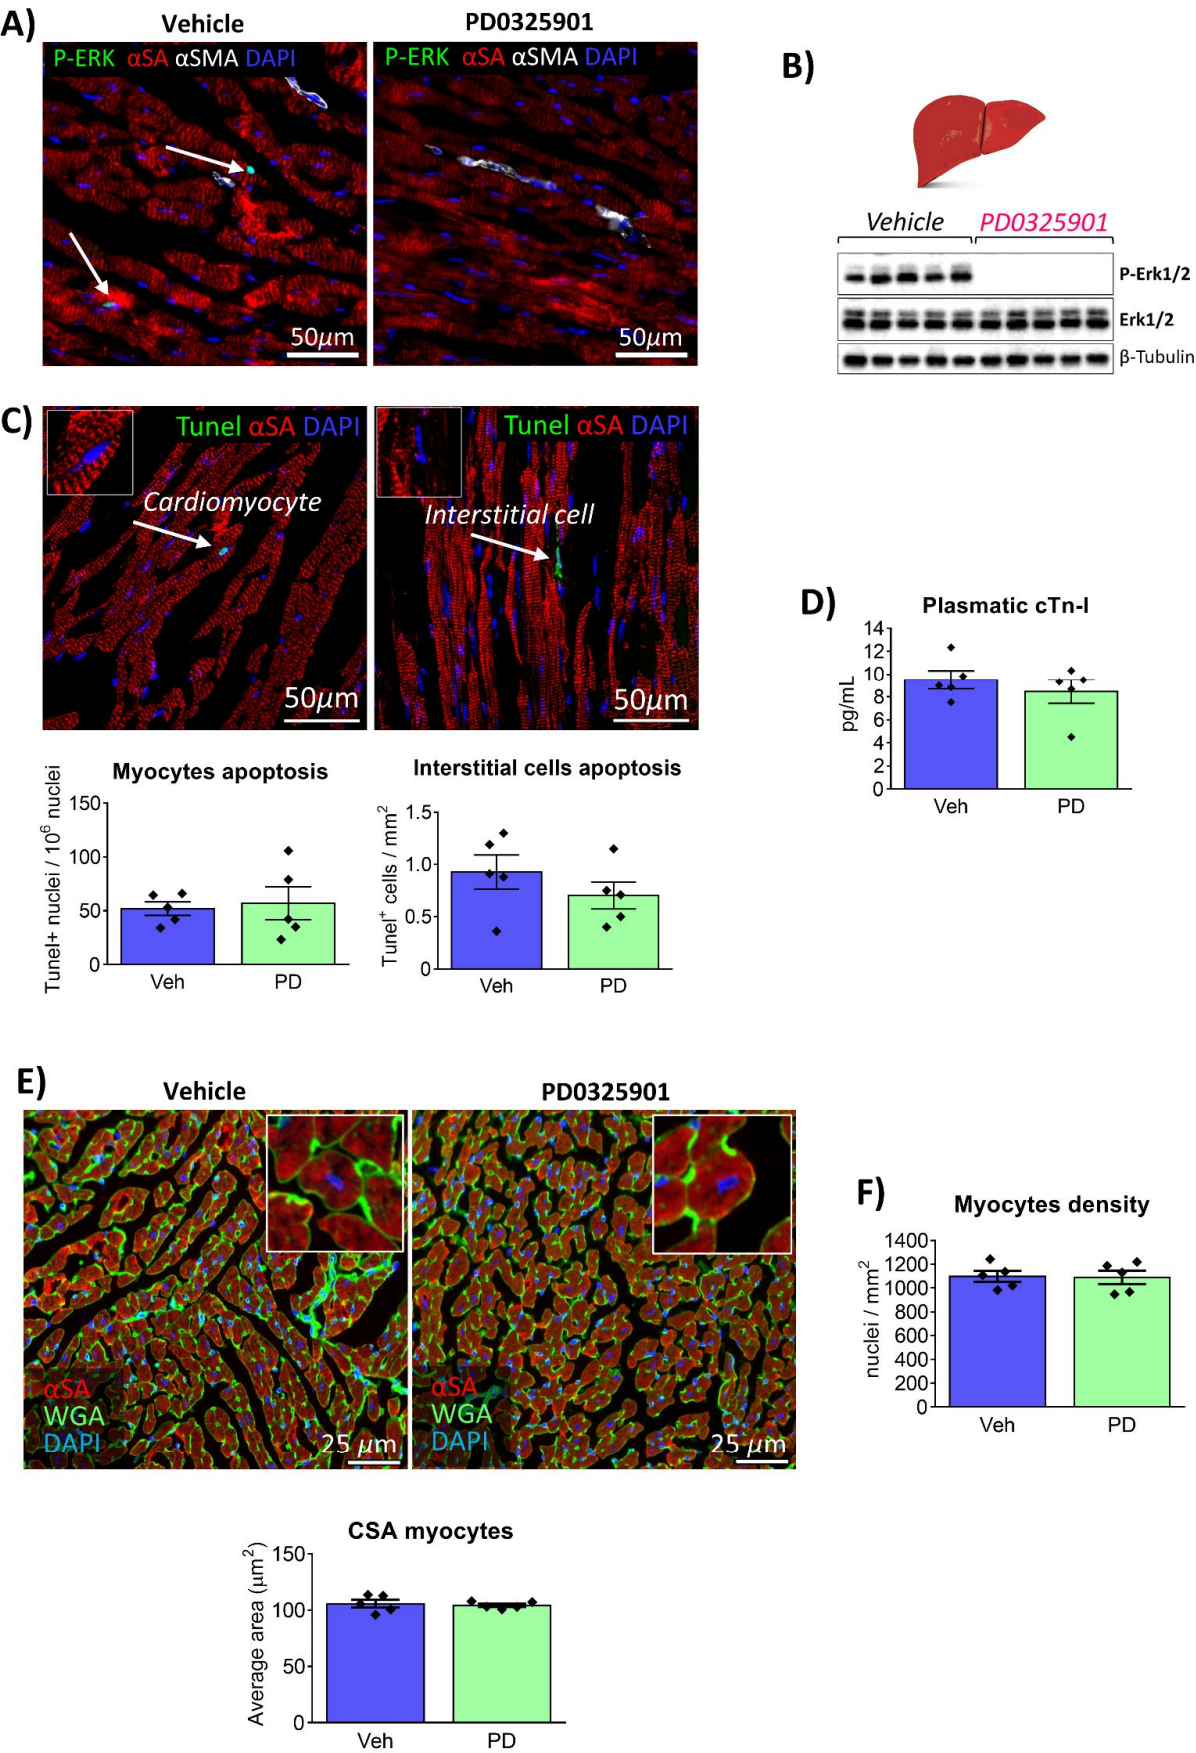 A)
Vehicle
PD0325901
P-ERK αSA αSMA DAPI
P-ERK αSA αSMA DAPI
50µm
50µm
B)
Vehicle
PD0325901
P-Erk1/2
Erk1/2
β-Tubulin
C)
Tunel αSA DAPI
Tunel αSA DAPI
Cardiomyocyte
Interstitial cell
50µm
50µm
Myocytes apoptosis
Tunel+ nuclei / 10⁶ nuclei
150
100
50
0
Veh
PD
Interstitial cells apoptosis
Tunel⁺ cells / mm²
1.5
1.0
0.5
0
Veh
PD
D)
Plasmatic cTn-I
pg/mL
14
12
10
8
6
4
2
0
Veh
PD
E)
Vehicle
PD0325901
αSA
WGA
DAPI
25 µm
αSA
WGA
DAPI
25 µm
F)
Myocytes density
nuclei / mm²
1400
1200
1000
800
600
400
200
0
Veh
PD
CSA myocytes
Average area (µm²)
150
100
50
0
Veh
PD